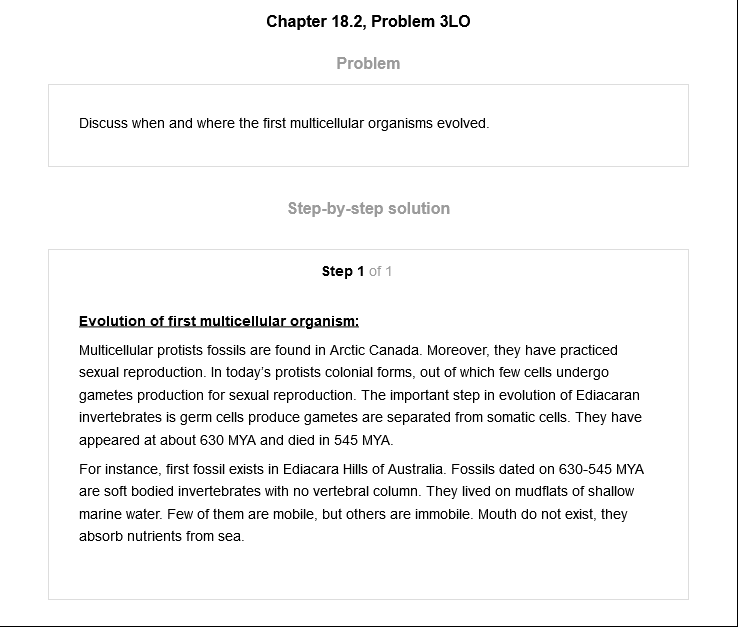 Chapter 18.2, Problem 3LO
Problem
Discuss when and where the first multicellular organisms evolved.
Step-by-step solution
Step 1 of 1
Evolution of first multicellular organism:
Multicellular protists fossils are found in Arctic Canada. Moreover, they have practiced
sexual reproduction. In today's protists colonial forms, out of which few cells undergo
gametes production for sexual reproduction. The important step in evolution of Ediacaran
invertebrates is germ cells produce gametes are separated from somatic cells. They have
appeared at about 630 MYA and died in 545 MYA.
For instance, first fossil exists in Ediacara Hills of Australia. Fossils dated on 630-545 MYA
are soft bodied invertebrates with no vertebral column. They lived on mudflats of shallow
marine water. Few of them are mobile, but others are immobile. Mouth do not exist, they
absorb nutrients from sea.